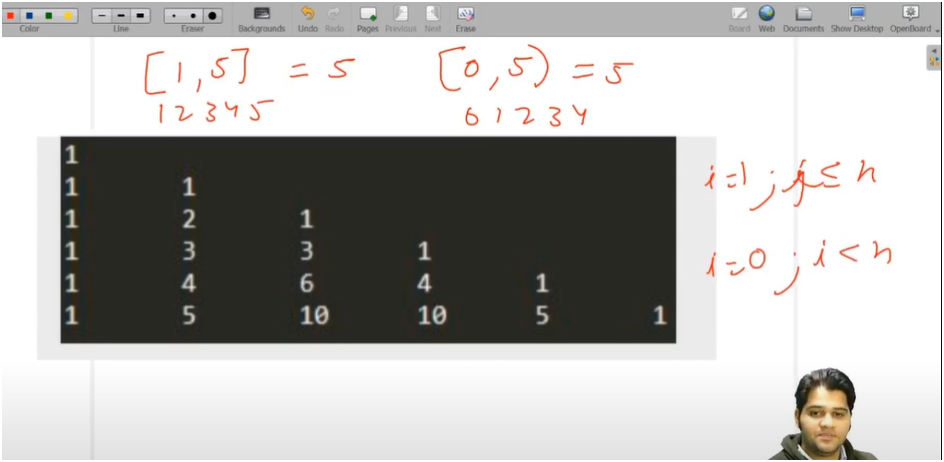 Color Line Eraser Backgrounds Undo Redo Pages Previous Next Erase Board Web Documents Show Desktop OpenBoard
[1,5] = 5 [0,5) = 5
1 2 3 4 5 0 1 2 3 4
1
1 1
1 2 1
1 3 3 1
1 4 6 4 1
1 5 10 10 5 1
i=1 ; i≤ n
i=0 ; i < n